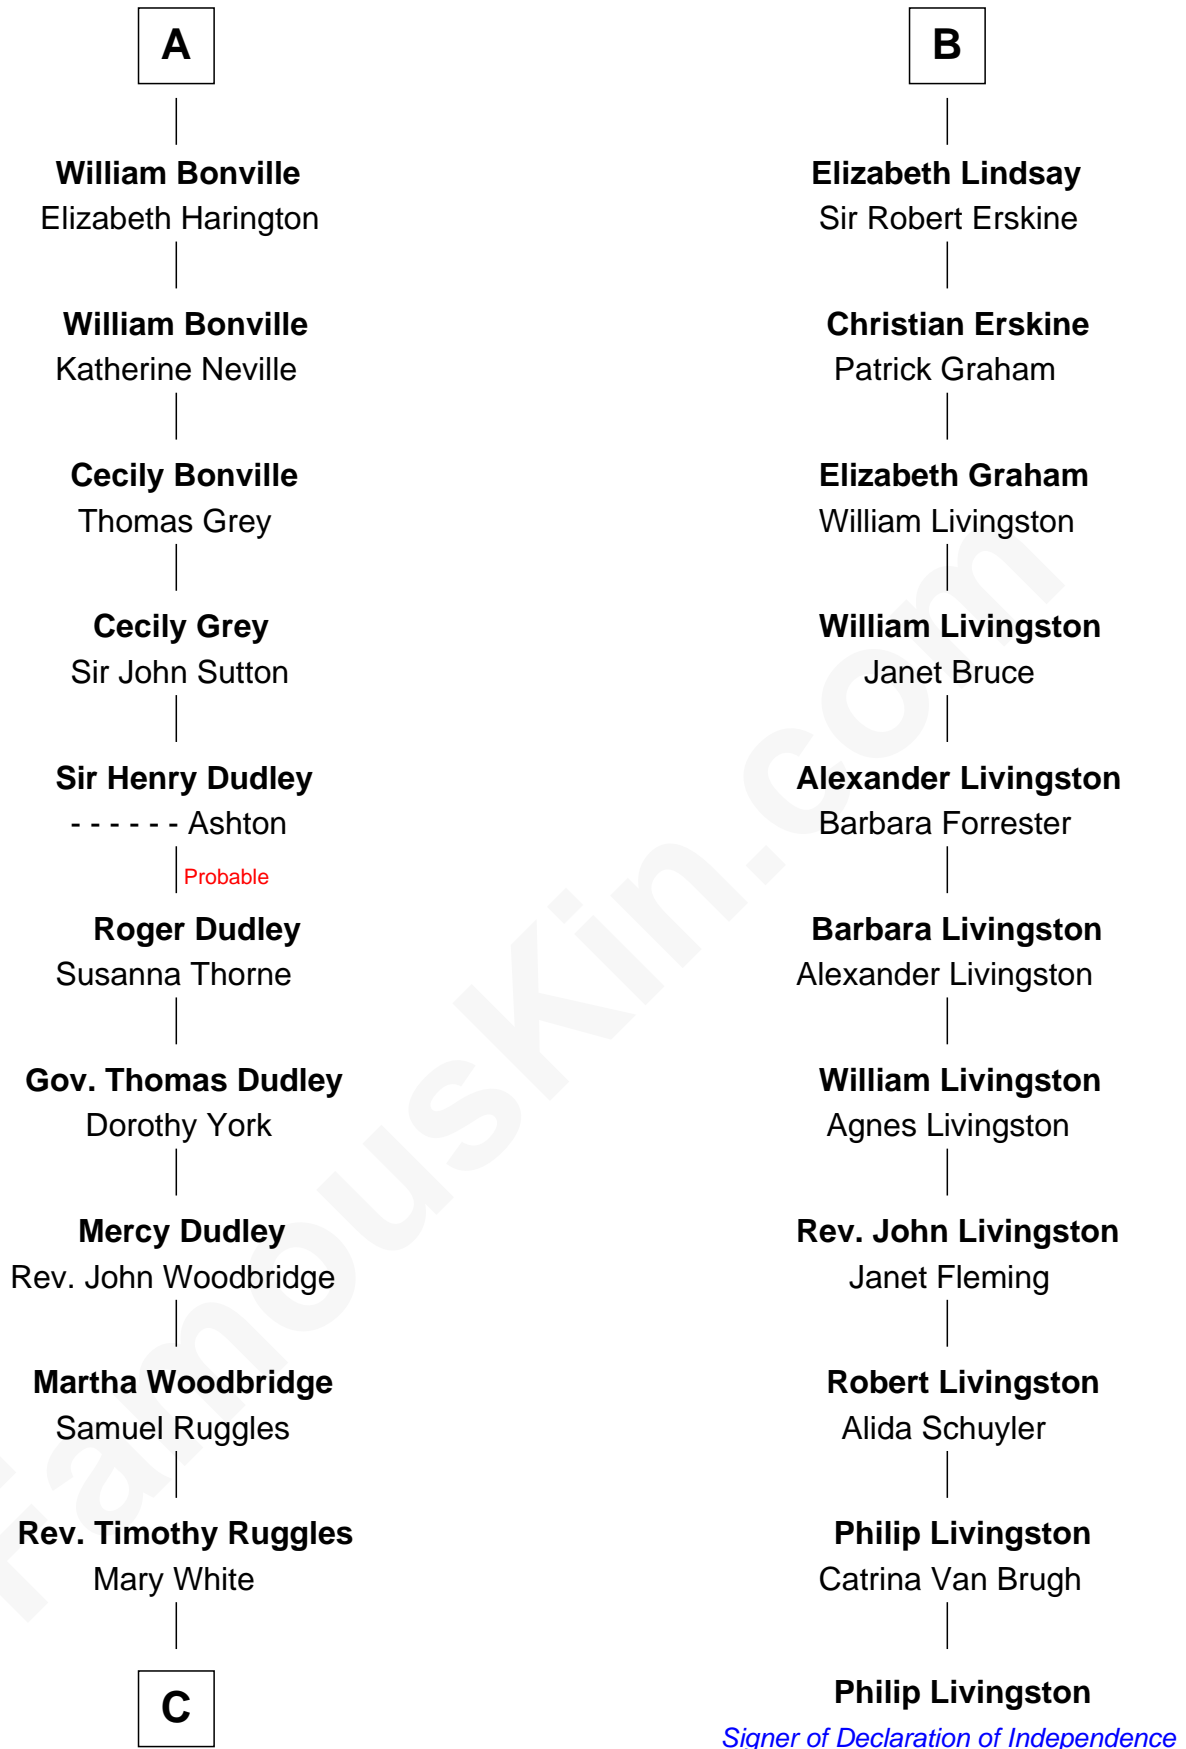 A
William Bonville
Elizabeth Harington
William Bonville
Katherine Neville
Cecily Bonville
Thomas Grey
Cecily Grey
Sir John Sutton
Sir Henry Dudley
- - - - - - Ashton
Probable
Roger Dudley
Susanna Thorne
Gov. Thomas Dudley
Dorothy York
Mercy Dudley
Rev. John Woodbridge
Martha Woodbridge
Samuel Ruggles
Rev. Timothy Ruggles
Mary White
C
B
Elizabeth Lindsay
Sir Robert Erskine
Christian Erskine
Patrick Graham
Elizabeth Graham
William Livingston
William Livingston
Janet Bruce
Alexander Livingston
Barbara Forrester
Barbara Livingston
Alexander Livingston
William Livingston
Agnes Livingston
Rev. John Livingston
Janet Fleming
Robert Livingston
Alida Schuyler
Philip Livingston
Catrina Van Brugh
Philip Livingston
Signer of Declaration of Independence
FamousKin.com